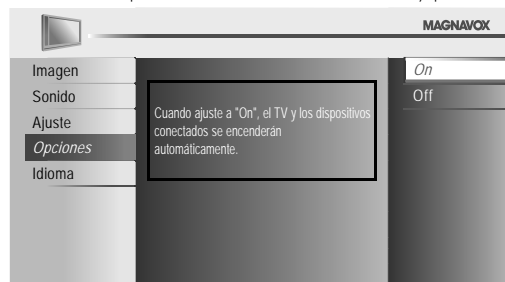 MAGNAVOX
Imagen
Sonido
Ajuste
Opciones
Idioma
Cuando ajuste a "On", el TV y los dispositivos
conectados se encenderán
automáticamente.
On
Off